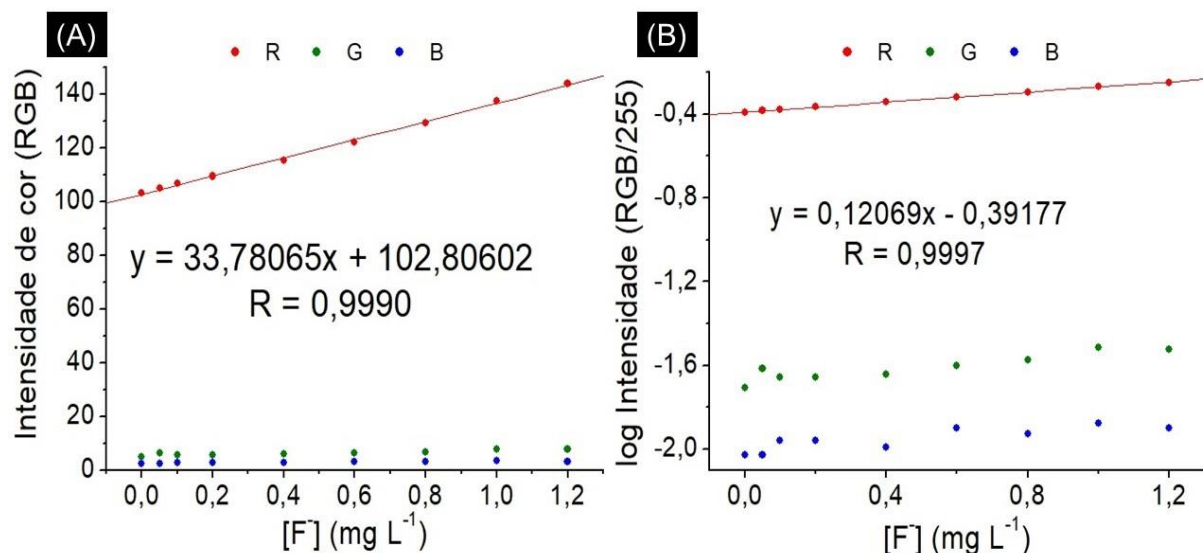 (A)
R G B
Intensidade de cor (RGB)
140
120
100
80
60
40
20
0
y = 33,78065x + 102,80602
R = 0,9990
0,0 0,2 0,4 0,6 0,8 1,0 1,2
[F⁻] (mg L⁻¹)
(B)
R G B
log Intensidade (RGB/255)
-0,4
-0,8
-1,2
-1,6
-2,0
y = 0,12069x - 0,39177
R = 0,9997
0,0 0,4 0,8 1,2
[F⁻] (mg L⁻¹)